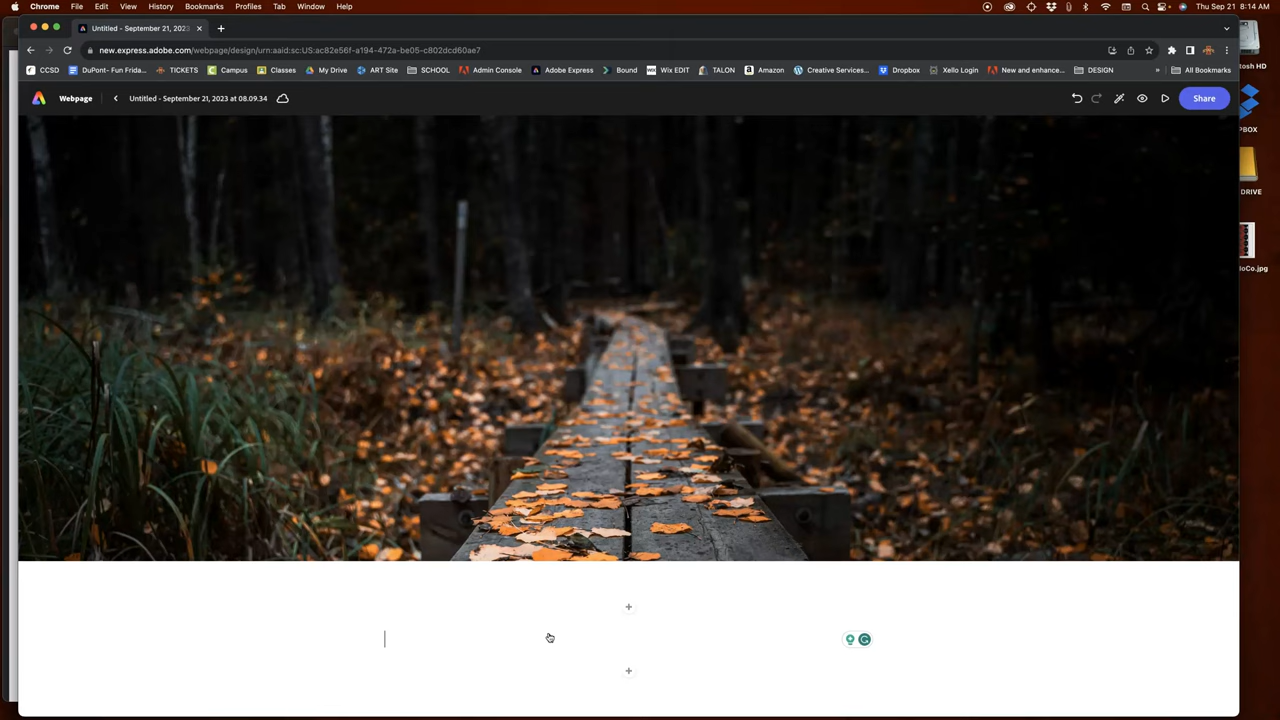 Chrome File Edit View History Bookmarks Profiles Tab Window Help
Thu Sep 21 8:14 AM
Untitled - September 21, 2023
new.express.adobe.com/webpage/design/urn:aaid:sc:US:ac82e56f-a194-472a-be05-c802dcd60ae7
CCSD DuPont- Fun Frida... TICKETS Campus Classes My Drive ART Site SCHOOL Admin Console Adobe Express Bound Wix EDIT TALON Amazon Creative Services... Dropbox Xello Login New and enhance... DESIGN » All Bookmarks
Webpage Untitled - September 21, 2023 at 08.09.34 Share
tosh HD
PBOX
DRIVE
loCo.jpg